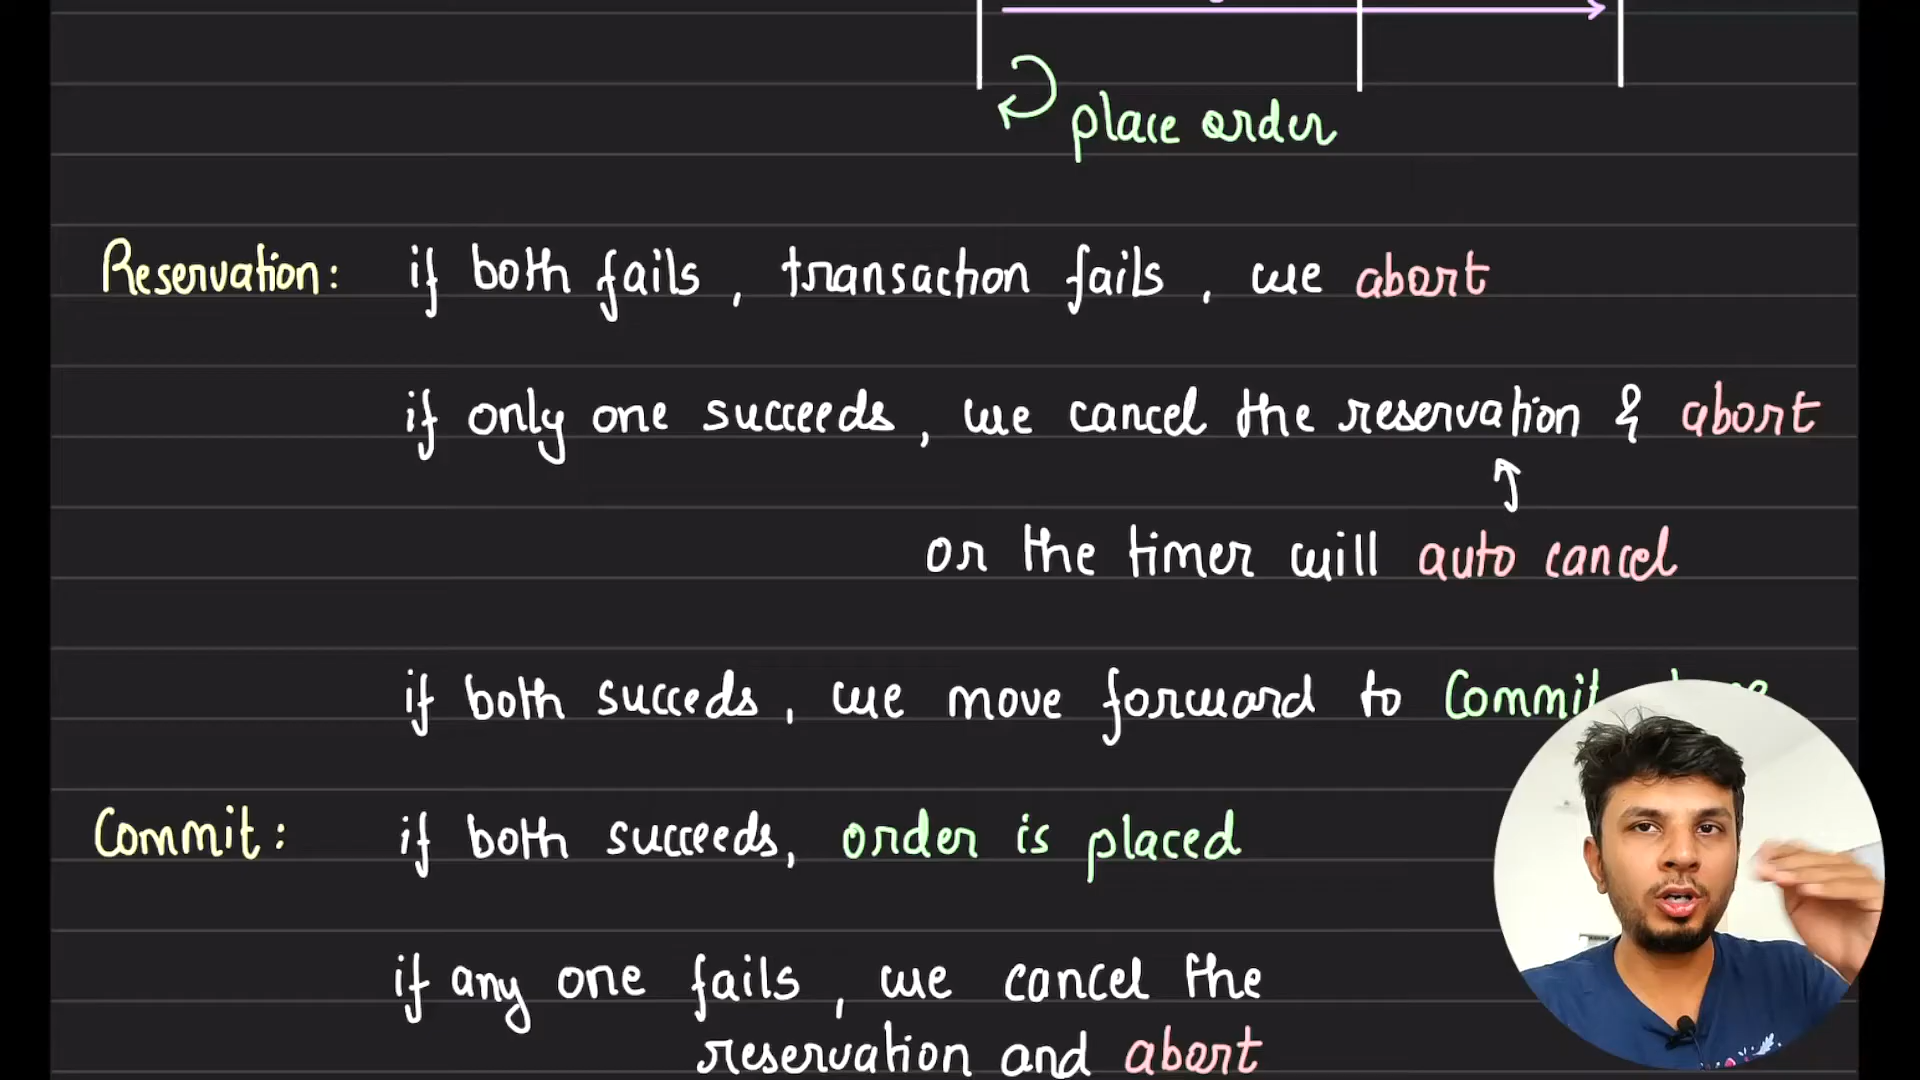 place order
Reservation: if both fails, transaction fails, we abort
if only one succeeds, we cancel the reservation & abort
or the timer will auto cancel
if both succeds, we move forward to Commit
Commit: if both succeeds, order is placed
if any one fails, we cancel the
reservation and abort